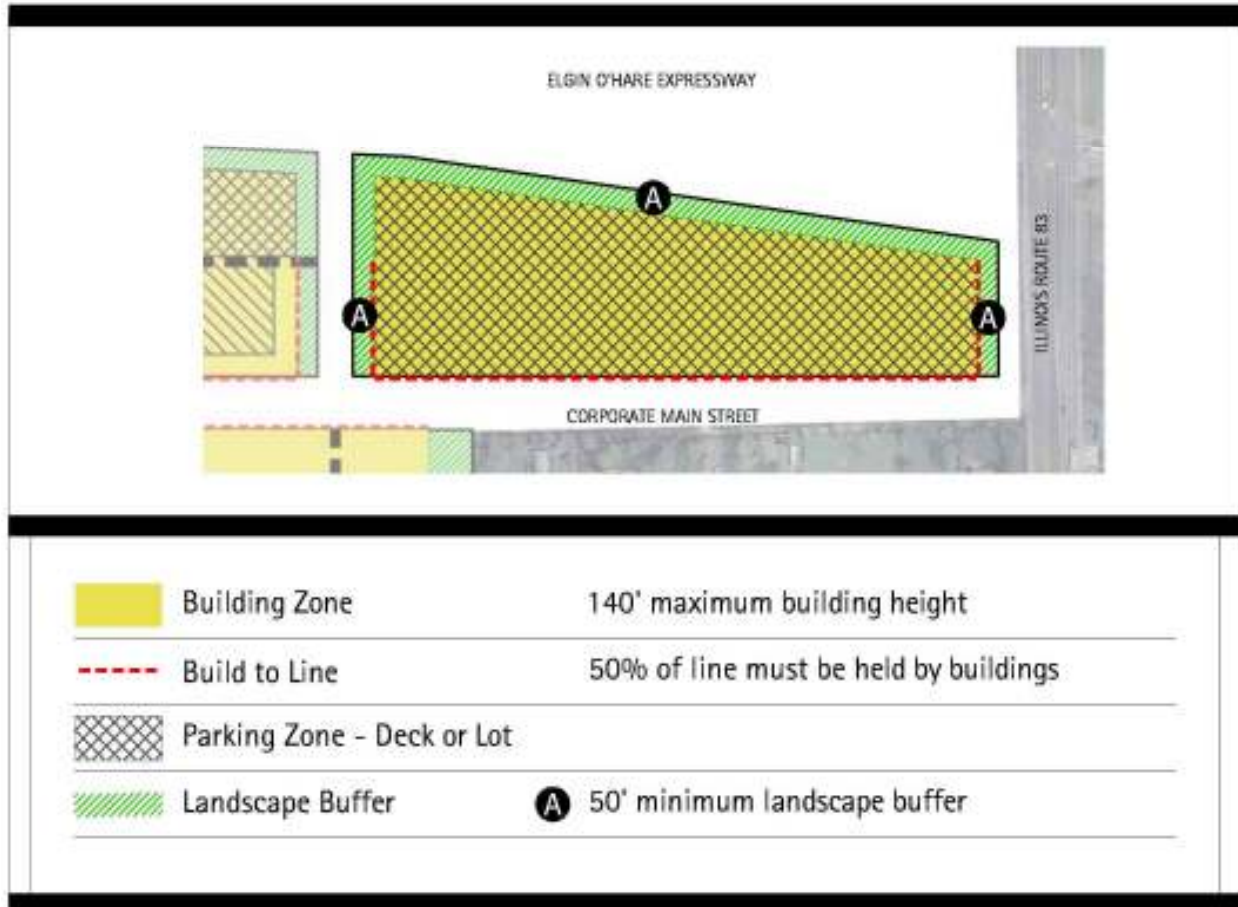 ELGIN O'HARE EXPRESSWAY
A
ILLINOIS ROUTE 83
A
A
CORPORATE MAIN STREET
Building Zone 140' maximum building height
Build to Line 50% of line must be held by buildings
Parking Zone - Deck or Lot
Landscape Buffer A 50' minimum landscape buffer